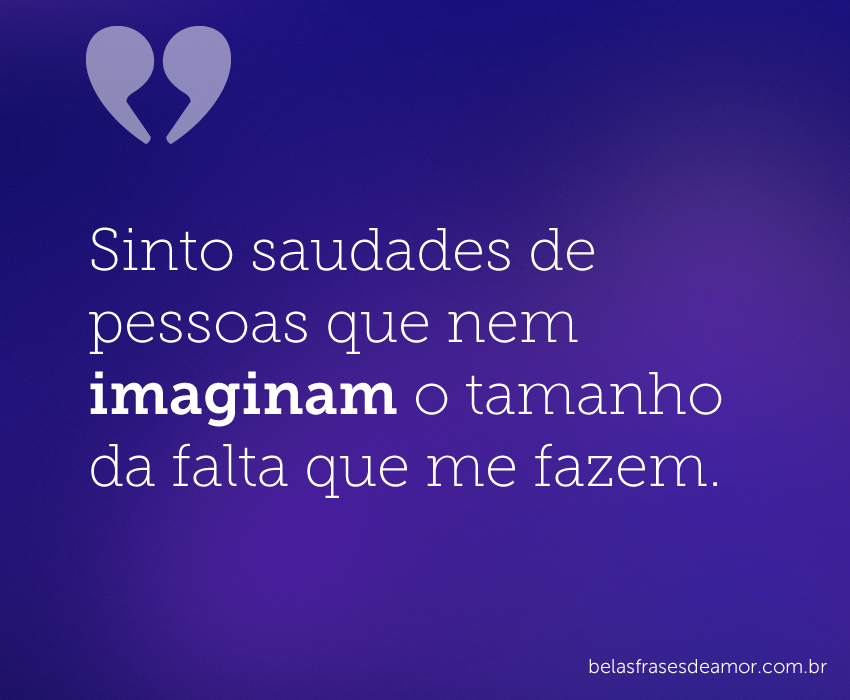 Sinto saudades de
pessoas que nem
imaginam o tamanho
da falta que me fazem.
belasfrasesdeamor.com.br